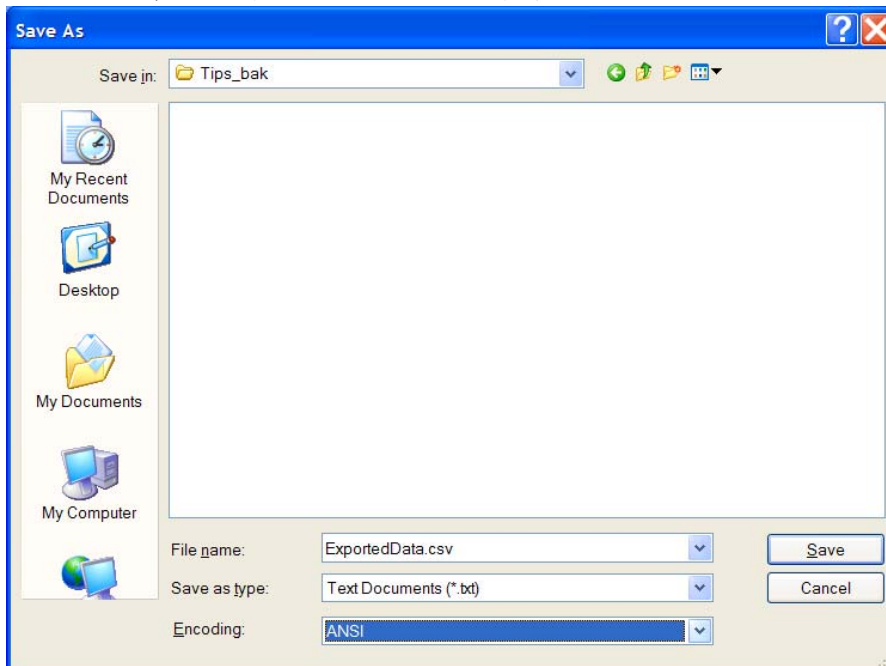 Save As
Save in: Tips_bak
My Recent
Documents
Desktop
My Documents
My Computer
File name: ExportedData.csv Save
Save as type: Text Documents (*.txt) Cancel
Encoding: ANSI